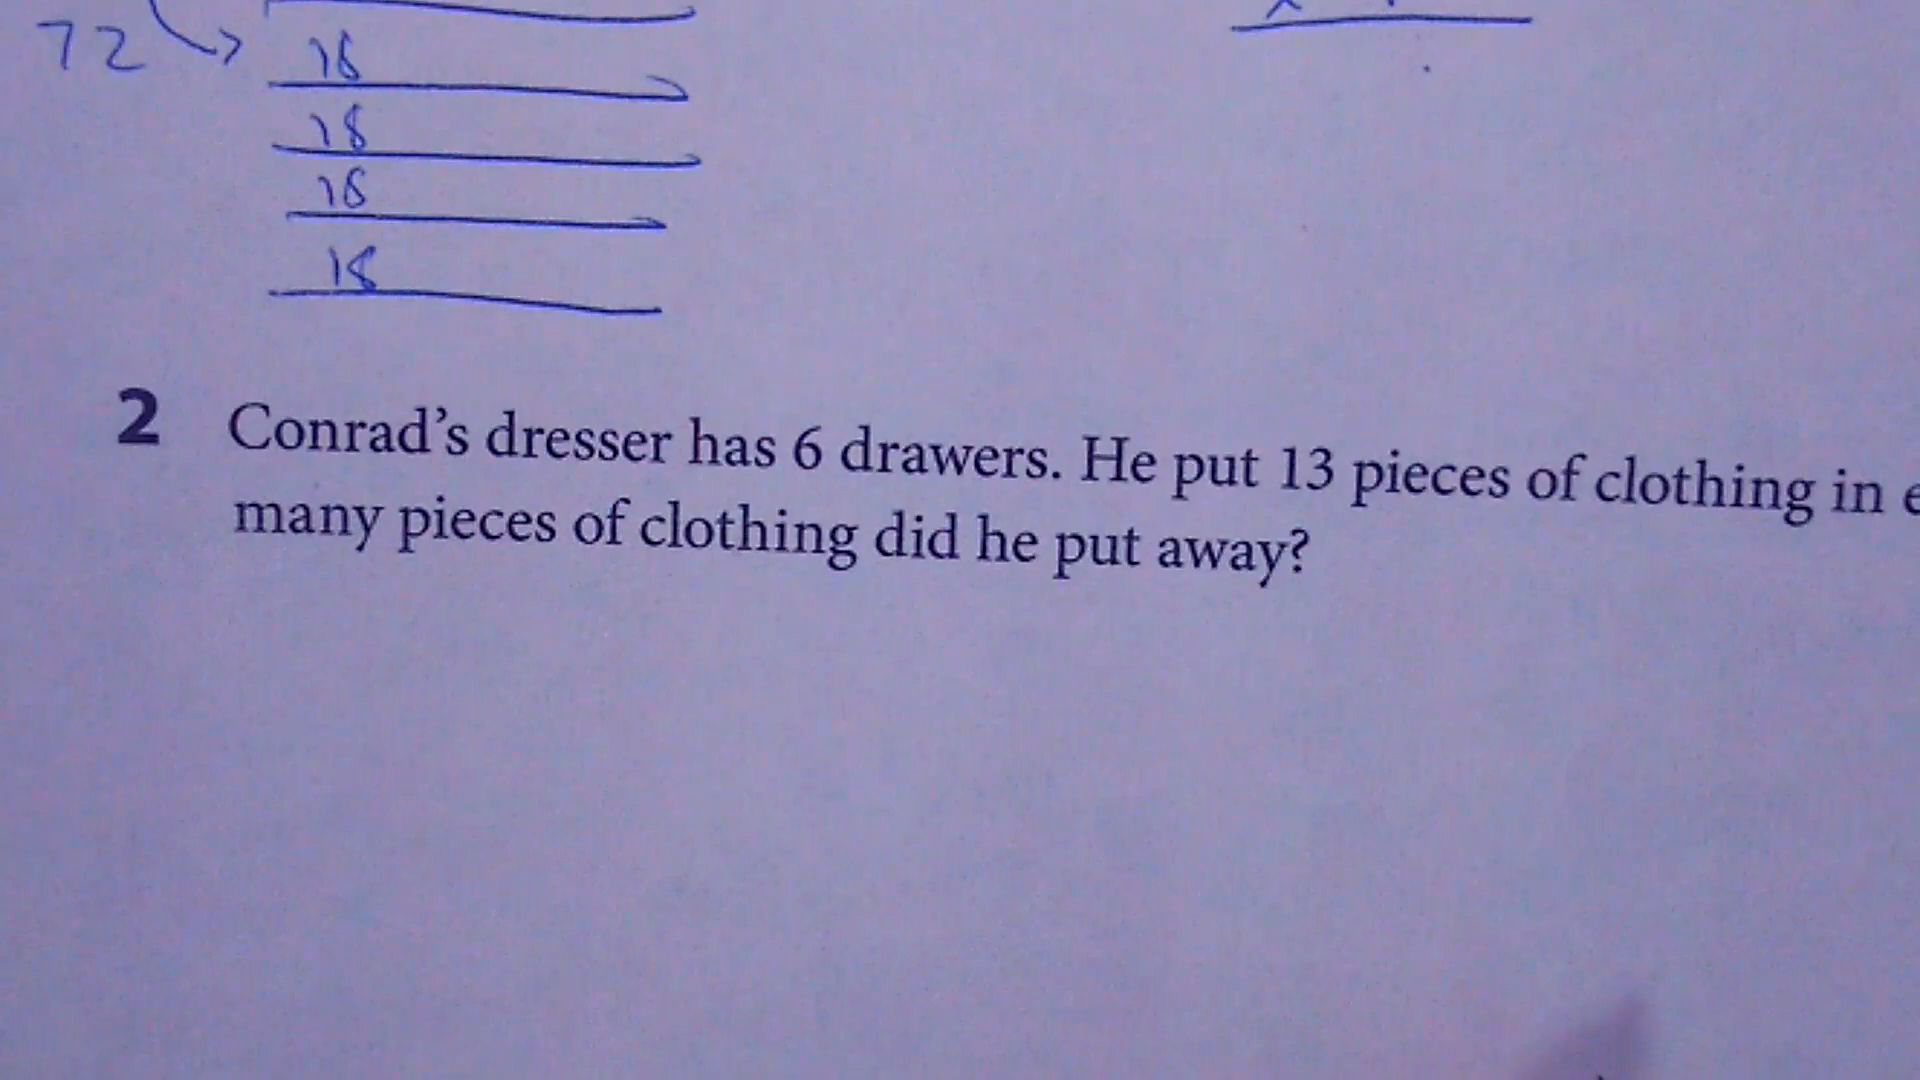 72
18
18
18
18
2 Conrad's dresser has 6 drawers. He put 13 pieces of clothing in
many pieces of clothing did he put away?